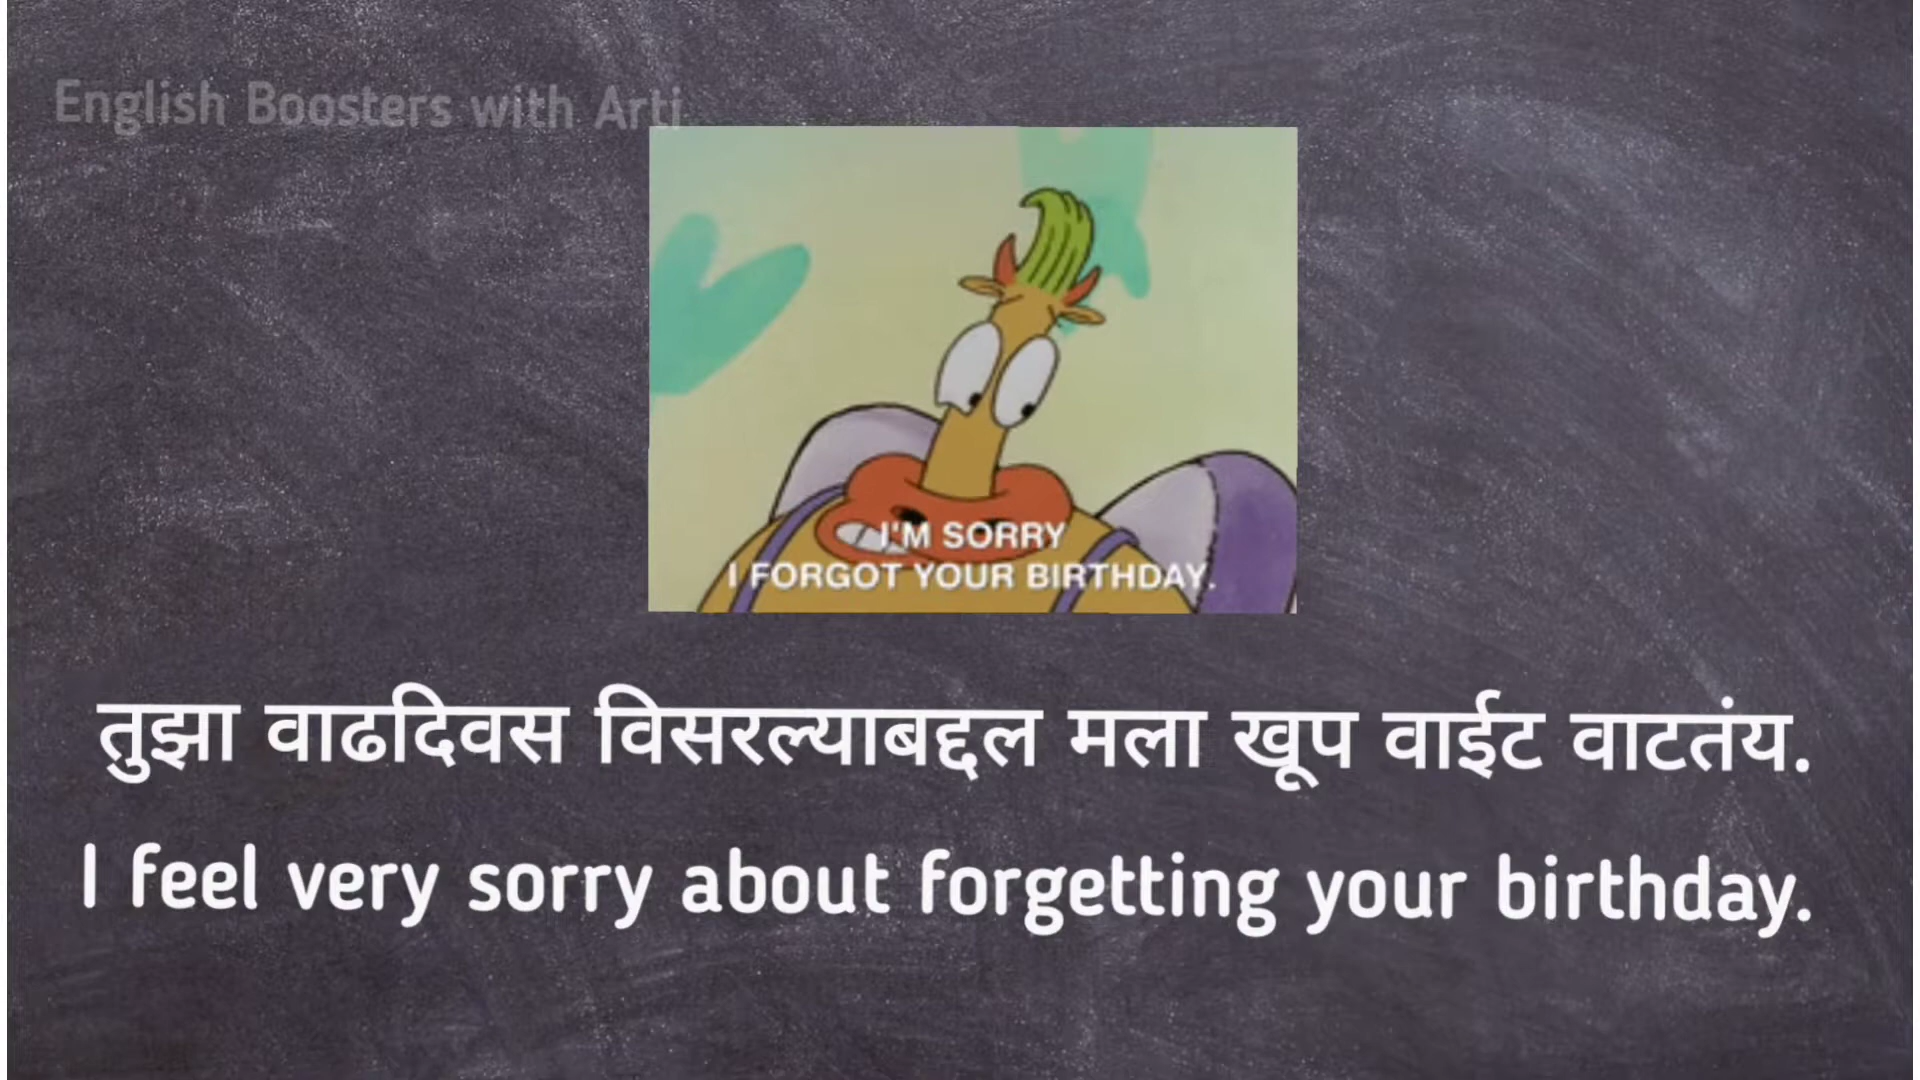 English Boosters with Arti
I'M SORRY
I FORGOT YOUR BIRTHDAY.
तुझा वाढदिवस विसरल्याबद्दल मला खूप वाईट वाटतंय.
I feel very sorry about forgetting your birthday.